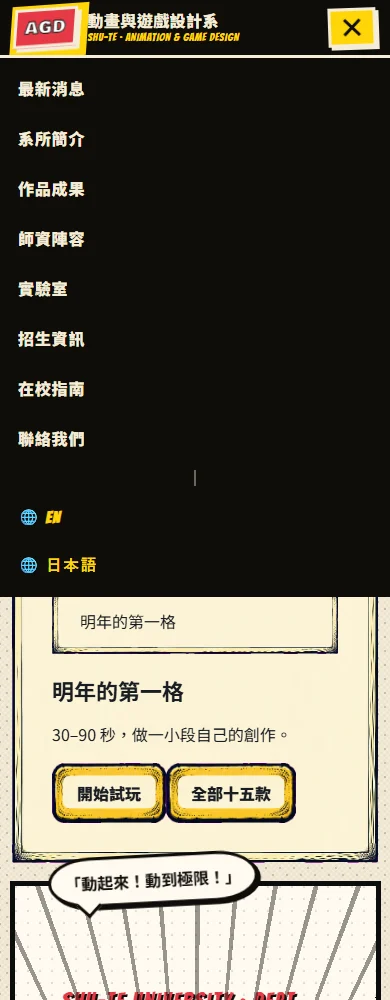 AGD
動畫與遊戲設計系
SHU-TE · ANIMATION & GAME DESIGN
最新消息
系所簡介
作品成果
師資陣容
實驗室
招生資訊
在校指南
聯絡我們
EN
日本語
明年的第一格
明年的第一格
30–90 秒，做一小段自己的創作。
開始試玩
全部十五款
「動起來！動到極限！」
SHU-TE UNIVERSITY · DEPT